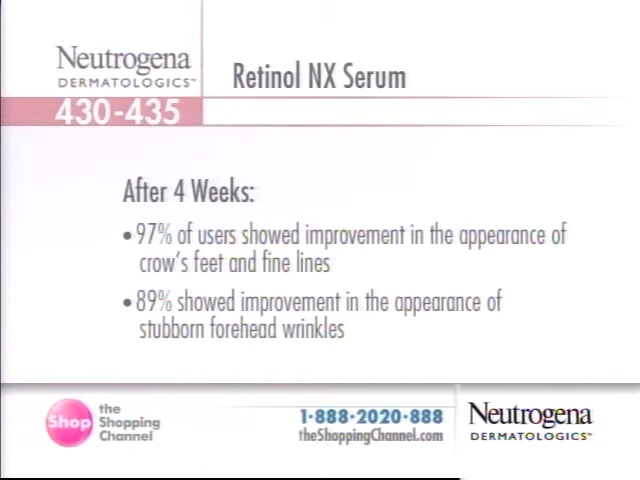 Neutrogena
DERMATOLOGICS™
Retinol NX Serum
430-435
After 4 Weeks:
•97% of users showed improvement in the appearance of
crow's feet and fine lines
•89% showed improvement in the appearance of
stubborn forehead wrinkles
Shop
the
Shopping
Channel
1·888·2020·888
theShoppingChannel.com
Neutrogena
DERMATOLOGICS™